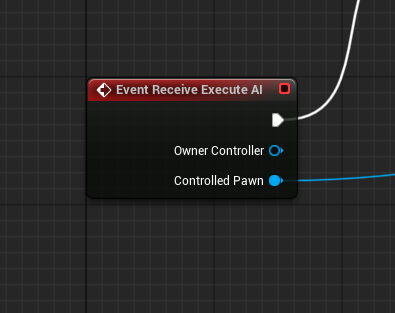 Event Receive Execute AI
Owner Controller
Controlled Pawn